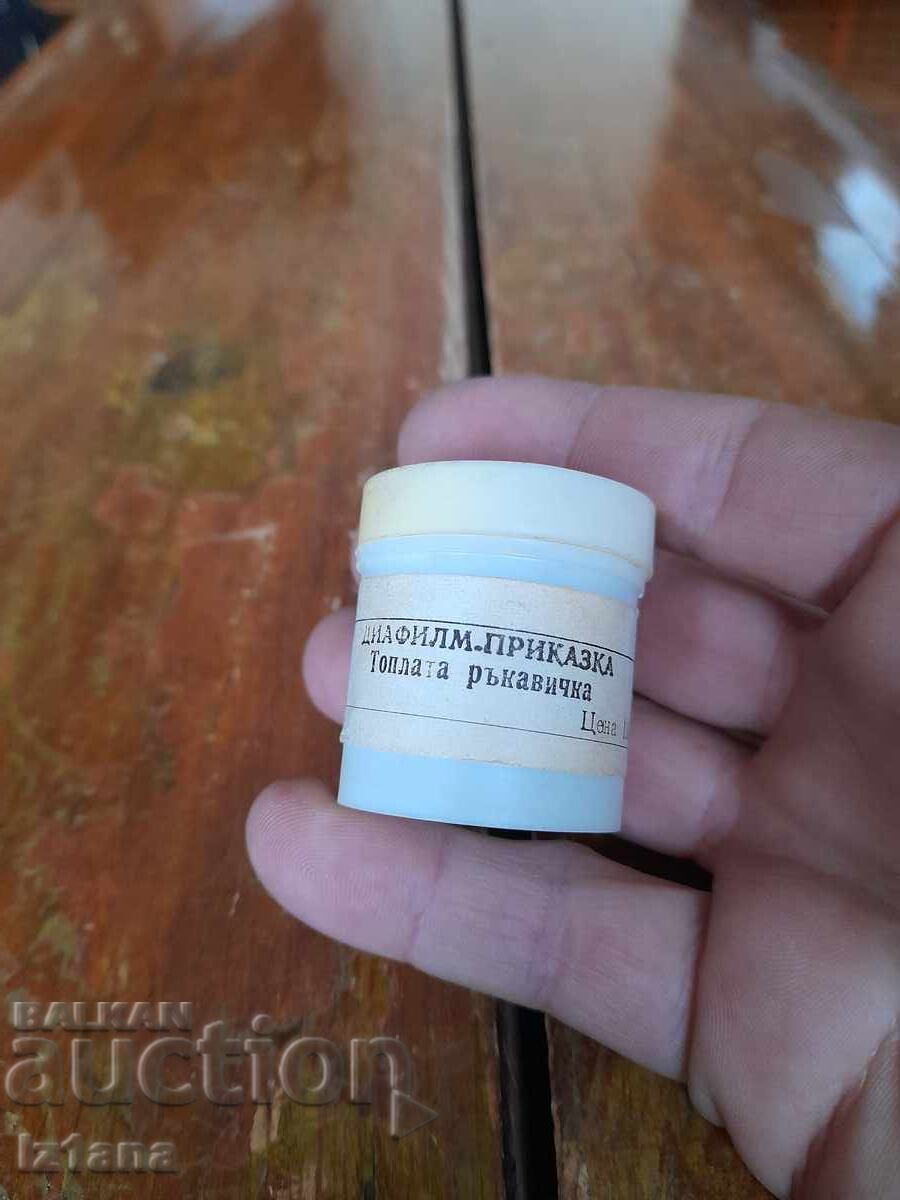 ДИАФИЛМ.ПРИКАЗКА
Топлата ръкавичка
Цена
BALKAN
auction
Iz1ana